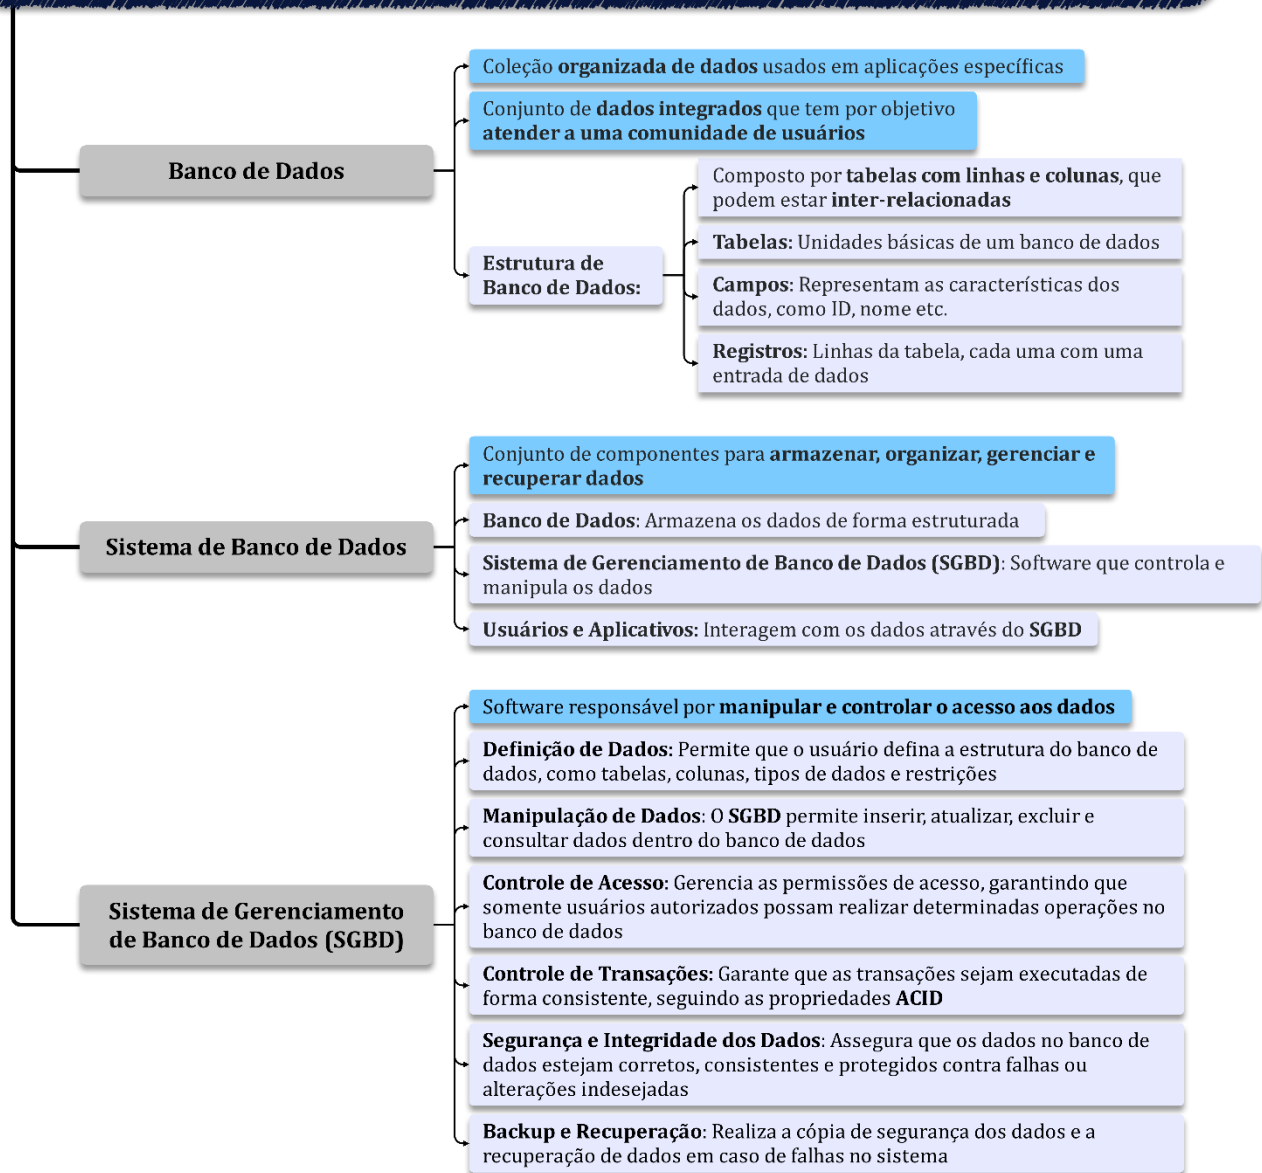 Coleção organizada de dados usados em aplicações específicas
Conjunto de dados integrados que tem por objetivo
atender a uma comunidade de usuários
Banco de Dados
Composto por tabelas com linhas e colunas, que
podem estar inter-relacionadas
Tabelas: Unidades básicas de um banco de dados
Estrutura de
Banco de Dados:
Campos: Representam as características dos
dados, como ID, nome etc.
Registros: Linhas da tabela, cada uma com uma
entrada de dados
Conjunto de componentes para armazenar, organizar, gerenciar e
recuperar dados
Banco de Dados: Armazena os dados de forma estruturada
Sistema de Banco de Dados
Sistema de Gerenciamento de Banco de Dados (SGBD): Software que controla e
manipula os dados
Usuários e Aplicativos: Interagem com os dados através do SGBD
Software responsável por manipular e controlar o acesso aos dados
Definição de Dados: Permite que o usuário defina a estrutura do banco de
dados, como tabelas, colunas, tipos de dados e restrições
Manipulação de Dados: O SGBD permite inserir, atualizar, excluir e
consultar dados dentro do banco de dados
Controle de Acesso: Gerencia as permissões de acesso, garantindo que
somente usuários autorizados possam realizar determinadas operações no
banco de dados
Sistema de Gerenciamento
de Banco de Dados (SGBD)
Controle de Transações: Garante que as transações sejam executadas de
forma consistente, seguindo as propriedades ACID
Segurança e Integridade dos Dados: Assegura que os dados no banco de
dados estejam corretos, consistentes e protegidos contra falhas ou
alterações indesejadas
Backup e Recuperação: Realiza a cópia de segurança dos dados e a
recuperação de dados em caso de falhas no sistema